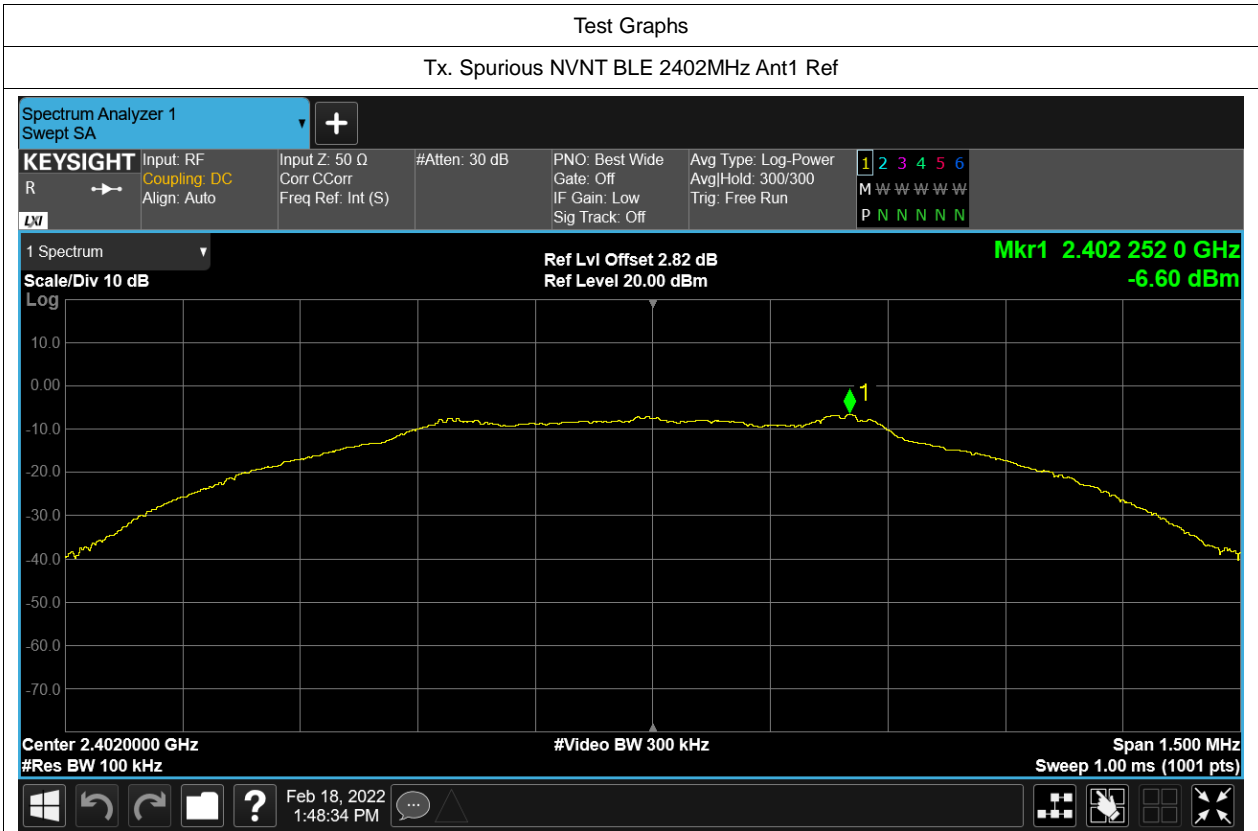 Test Graphs
Tx. Spurious NVNT BLE 2402MHz Ant1 Ref
Spectrum Analyzer 1
Swept SA
KEYSIGHT
R
LXI
Input: RF
Coupling: DC
Align: Auto
Input Z: 50 Ω
Corr CCorr
Freq Ref: Int (S)
#Atten: 30 dB
PNO: Best Wide
Gate: Off
IF Gain: Low
Sig Track: Off
Avg Type: Log-Power
Avg|Hold: 300/300
Trig: Free Run
1 2 3 4 5 6
M W W W W W
P N N N N N
1 Spectrum
Scale/Div 10 dB
Ref Lvl Offset 2.82 dB
Ref Level 20.00 dBm
Mkr1 2.402 252 0 GHz
-6.60 dBm
Log
10.0
0.00
-10.0
-20.0
-30.0
-40.0
-50.0
-60.0
-70.0
1
Center 2.4020000 GHz
#Res BW 100 kHz
#Video BW 300 kHz
Span 1.500 MHz
Sweep 1.00 ms (1001 pts)
?
Feb 18, 2022
1:48:34 PM